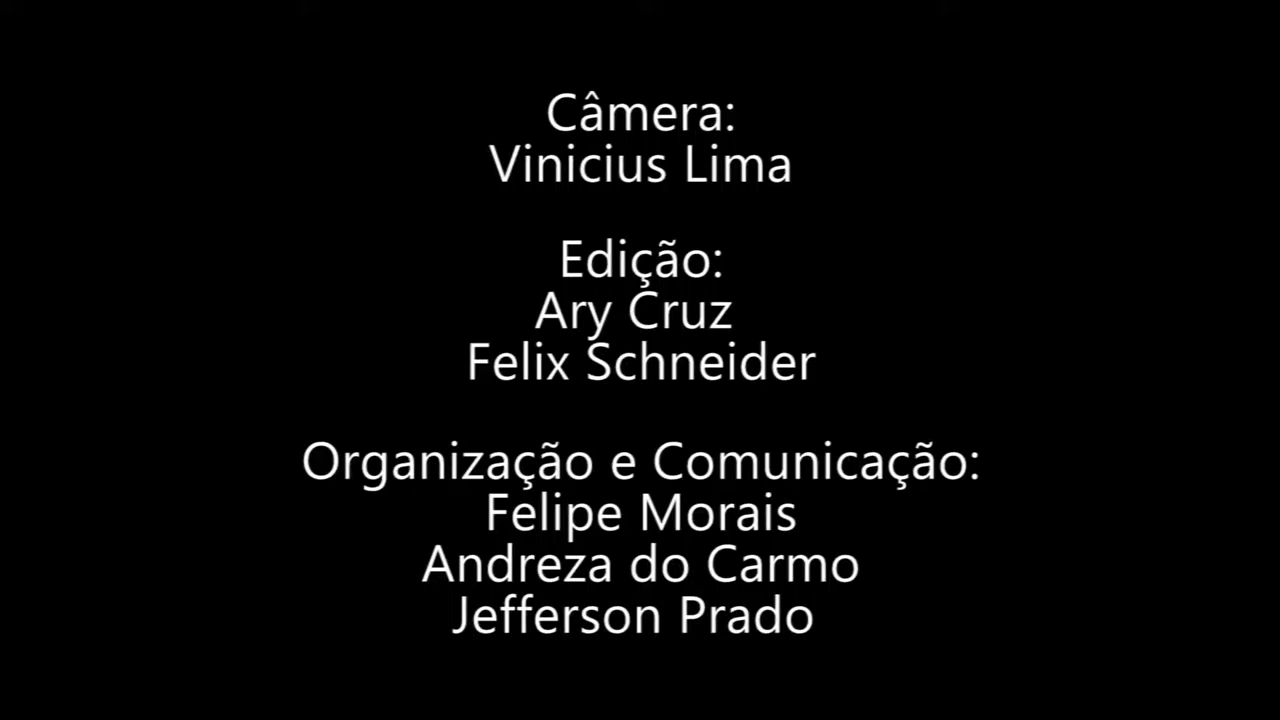 Câmera:
Vinicius Lima
Edição:
Ary Cruz
Felix Schneider
Organização e Comunicação:
Felipe Morais
Andreza do Carmo
Jefferson Prado